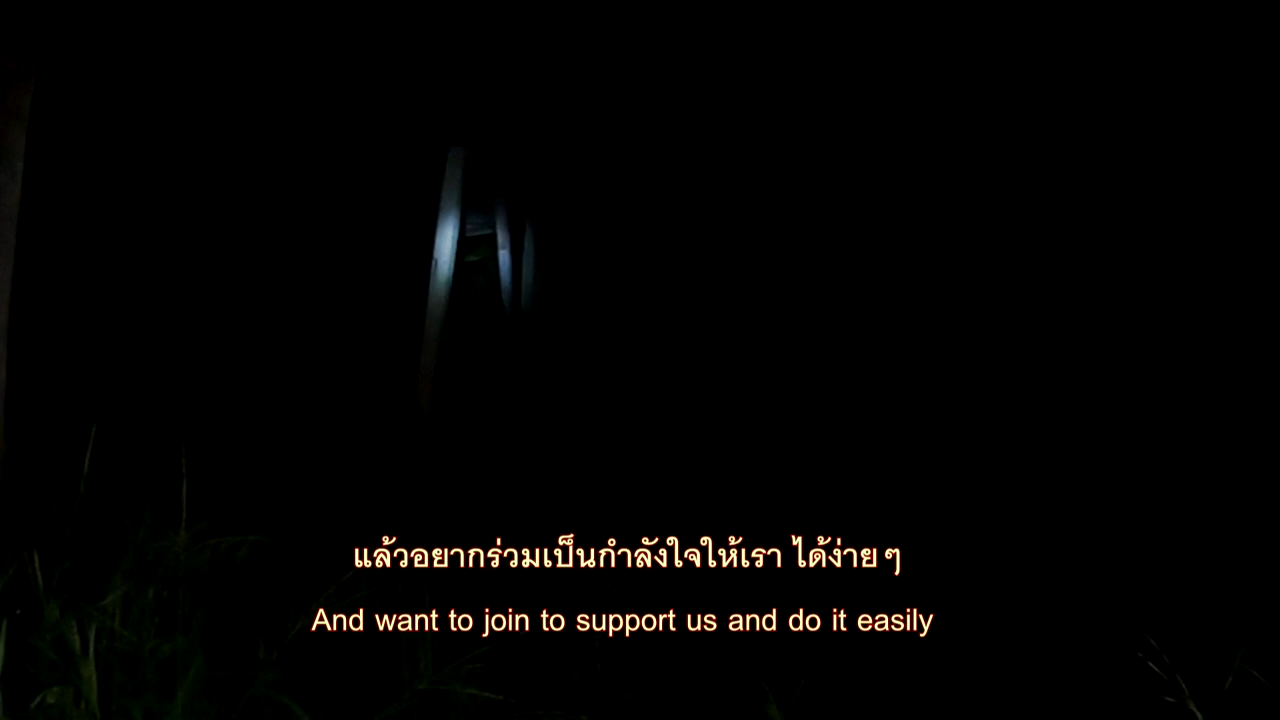 แล้วอยากร่วมเป็นกำลังใจให้เรา ได้ง่ายๆ
And want to join to support us and do it easily